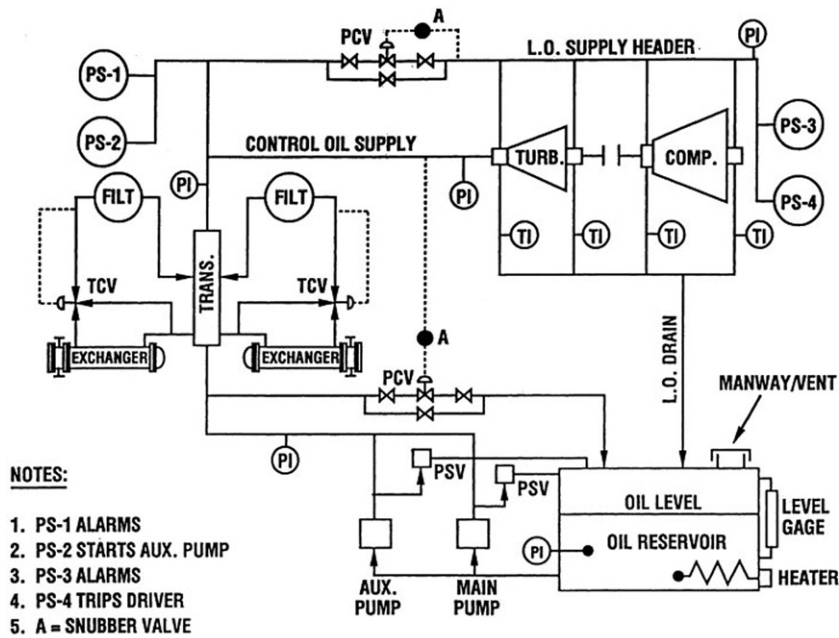 A
PCV
PI
L.O. SUPPLY HEADER
PS-1
PS-2
PS-3
PS-4
CONTROL OIL SUPPLY
TURB.
COMP.
PI
PI
FILT
FILT
TI
TI
TI
TI
TRANS.
TCV
TCV
EXCHANGER
EXCHANGER
A
PCV
L.O. DRAIN
MANWAY/VENT
PI
PSV
PSV
OIL LEVEL
LEVEL
GAGE
OIL RESERVOIR
PI
HEATER
AUX.
PUMP
MAIN
PUMP
NOTES:
1. PS-1 ALARMS
2. PS-2 STARTS AUX. PUMP
3. PS-3 ALARMS
4. PS-4 TRIPS DRIVER
5. A = SNUBBER VALVE